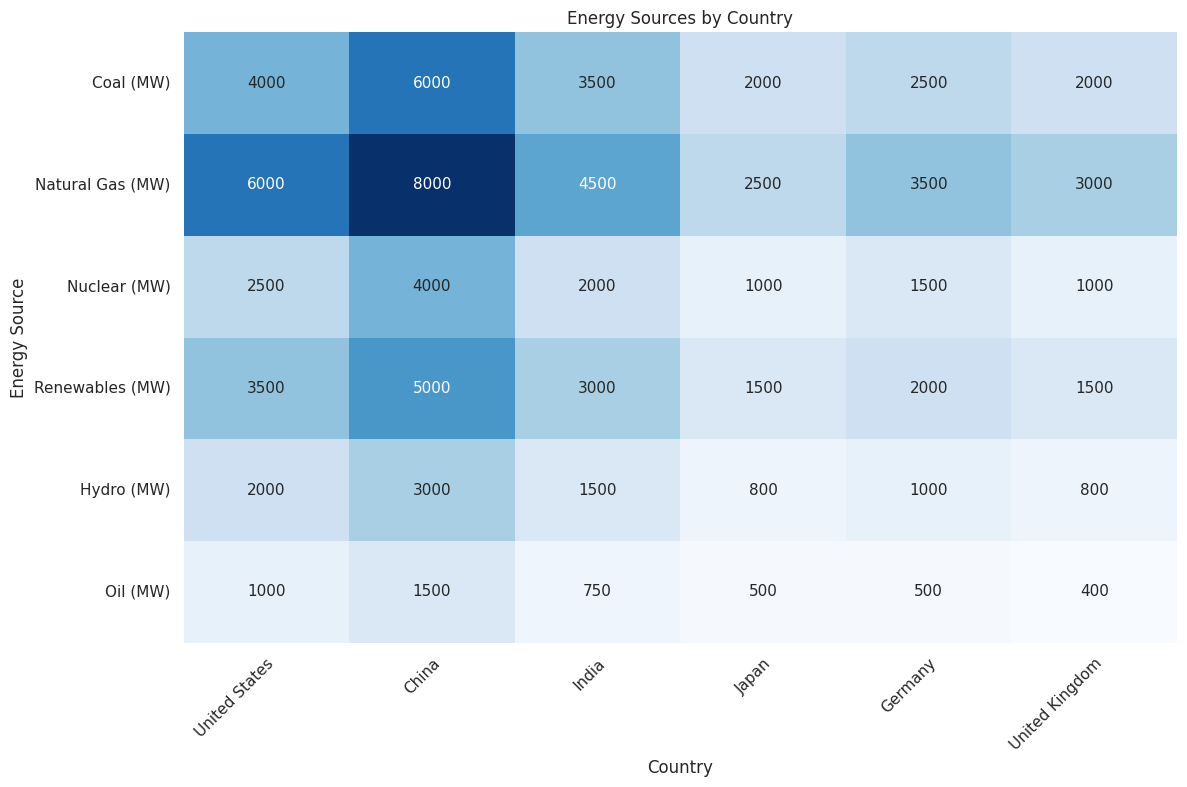 Energy Sources by Country
Energy Source
Coal (MW) 4000 6000 3500 2000 2500 2000
Natural Gas (MW) 6000 8000 4500 2500 3500 3000
Nuclear (MW) 2500 4000 2000 1000 1500 1000
Renewables (MW) 3500 5000 3000 1500 2000 1500
Hydro (MW) 2000 3000 1500 800 1000 800
Oil (MW) 1000 1500 750 500 500 400
United States China India Japan Germany United Kingdom
Country